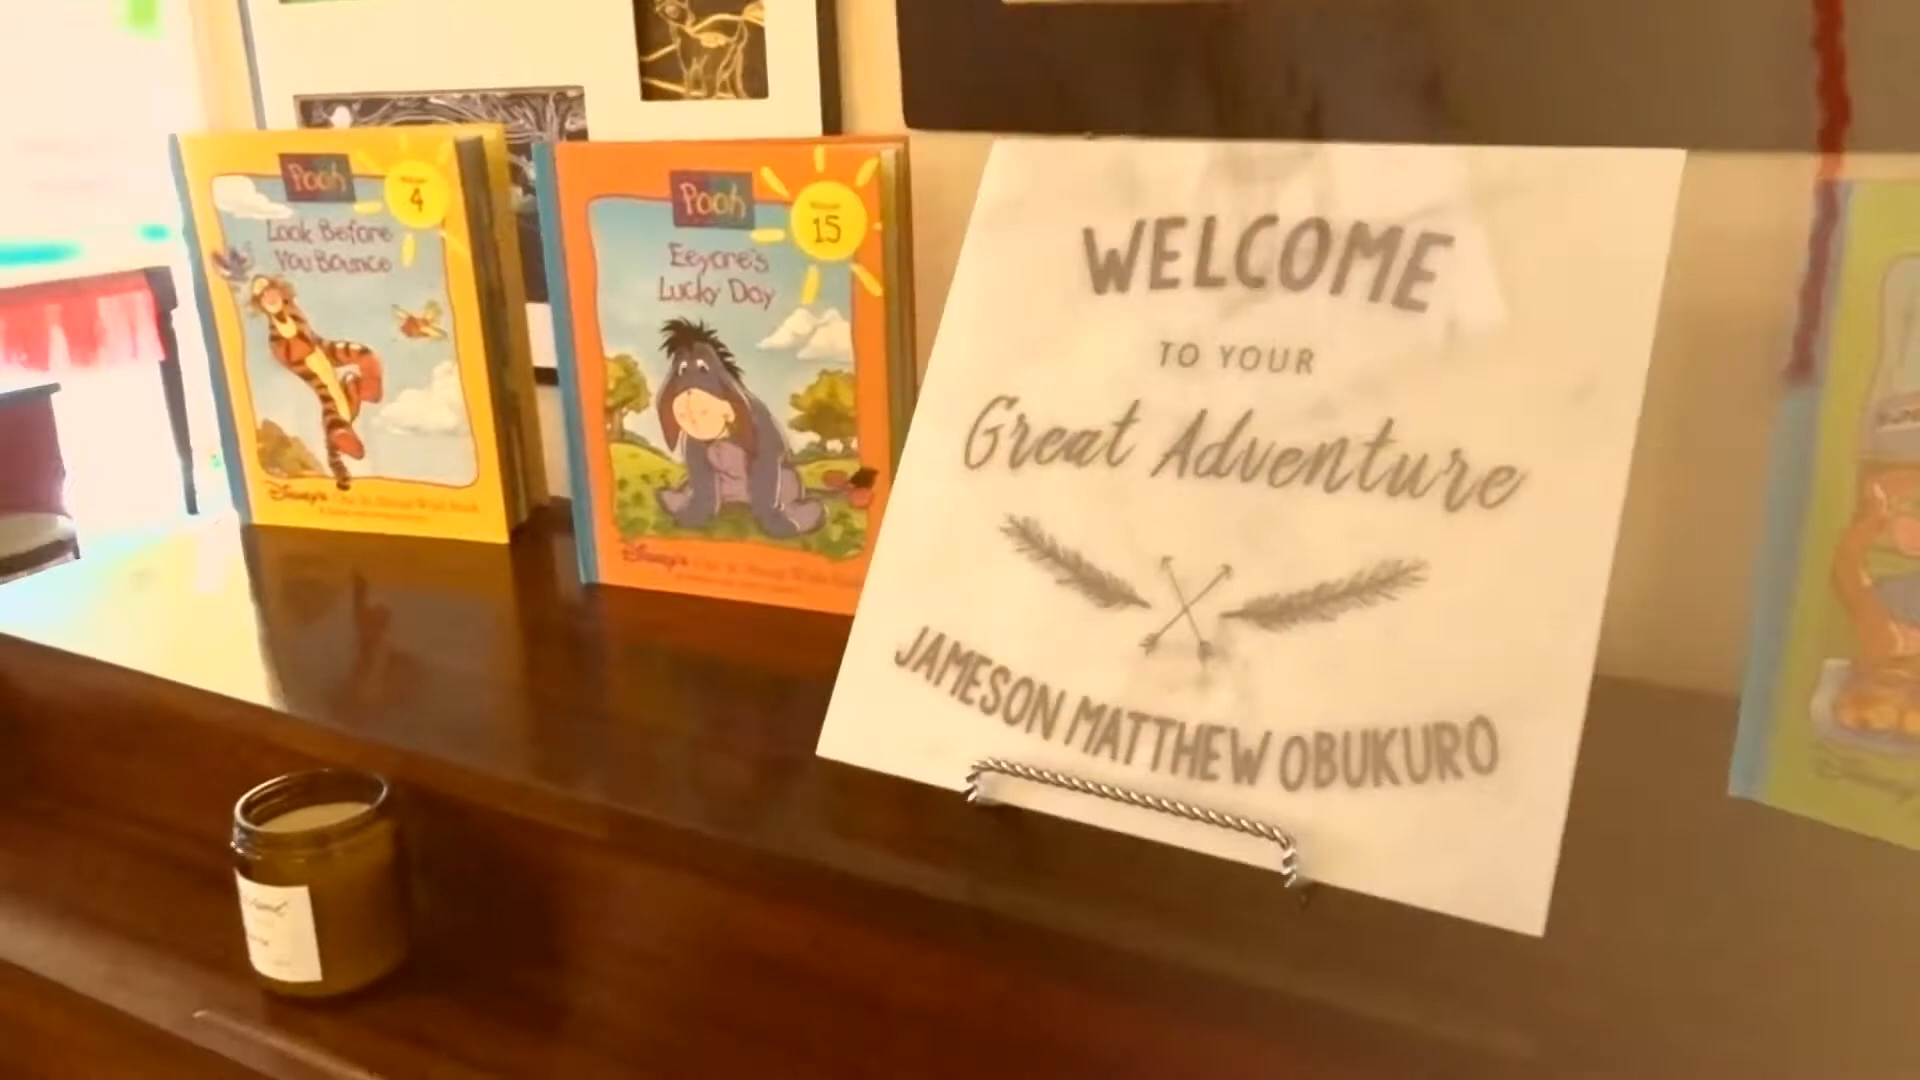 Pooh
4
Look Before
You Bounce
Disney's
Pooh
15
Eeyore's
Lucky Day
Disney's
WELCOME
TO YOUR
Great Adventure
JAMESON MATTHEW OBUKURO